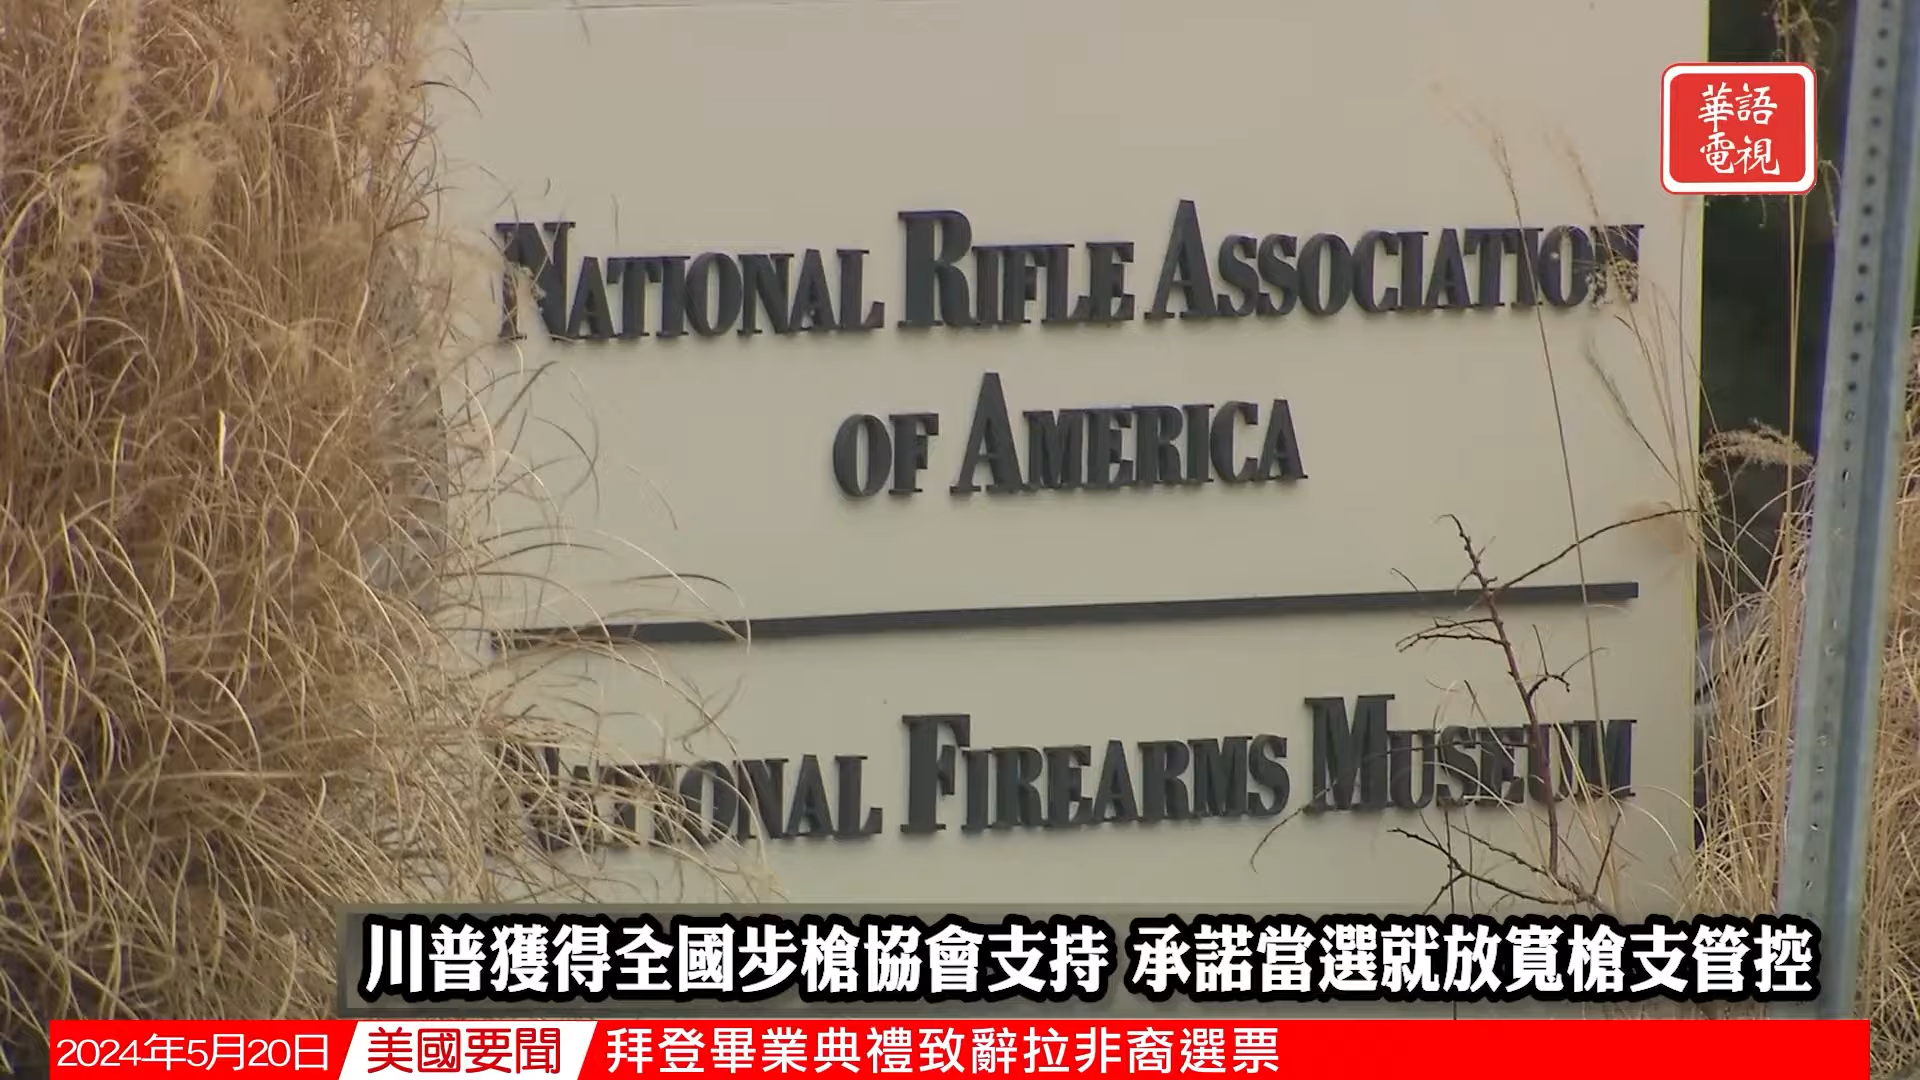 華語
電視
NATIONAL RIFLE ASSOCIATION
OF AMERICA
NATIONAL FIREARMS MUSEUM
川普獲得全國步槍協會支持 承諾當選就放寬槍支管控
2024年5月20日 美國要聞 拜登畢業典禮致辭拉非裔選票